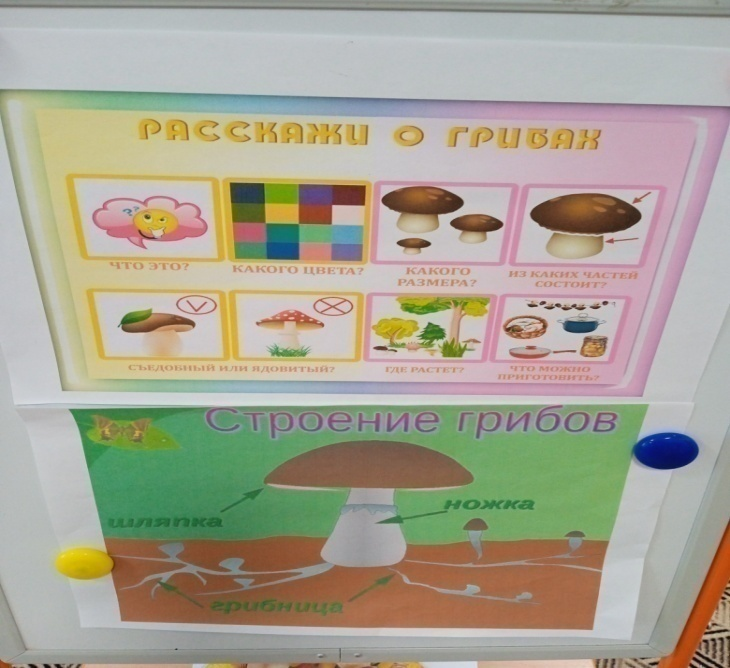 РАССКАЖИ О ГРИБАХ
ЧТО ЭТО?
КАКОГО ЦВЕТА?
КАКОГО
РАЗМЕРА?
ИЗ КАКИХ ЧАСТЕЙ
СОСТОИТ?
СЪЕДОБНЫЙ ИЛИ ЯДОВИТЫЙ?
ГДЕ РАСТЕТ?
ЧТО МОЖНО
ПРИГОТОВИТЬ?
Строение грибов
шляпка
ножка
грибница